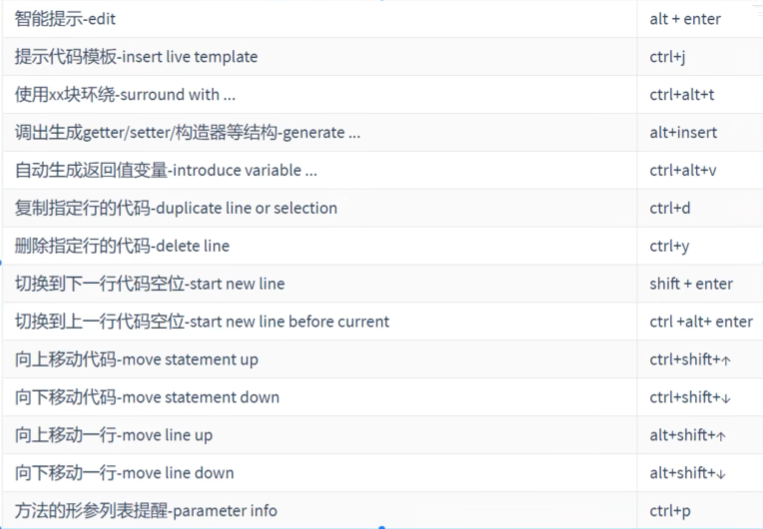 智能提示-edit alt + enter
提示代码模板-insert live template ctrl+j
使用xx块环绕-surround with ... ctrl+alt+t
调出生成getter/setter/构造器等结构-generate ... alt+insert
自动生成返回值变量-introduce variable ... ctrl+alt+v
复制指定行的代码-duplicate line or selection ctrl+d
删除指定行的代码-delete line ctrl+y
切换到下一行代码空位-start new line shift + enter
切换到上一行代码空位-start new line before current ctrl +alt+ enter
向上移动代码-move statement up ctrl+shift+↑
向下移动代码-move statement down ctrl+shift+↓
向上移动一行-move line up alt+shift+↑
向下移动一行-move line down alt+shift+↓
方法的形参列表提醒-parameter info ctrl+p